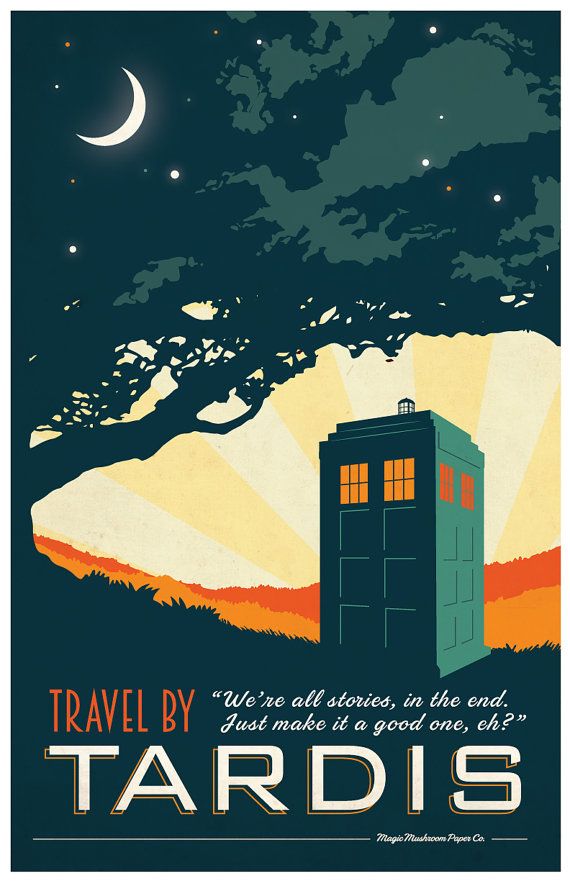 TRAVEL BY
“We're all stories, in the end.
Just make it a good one, eh?”
TARDIS
Magic Mushroom Paper Co.